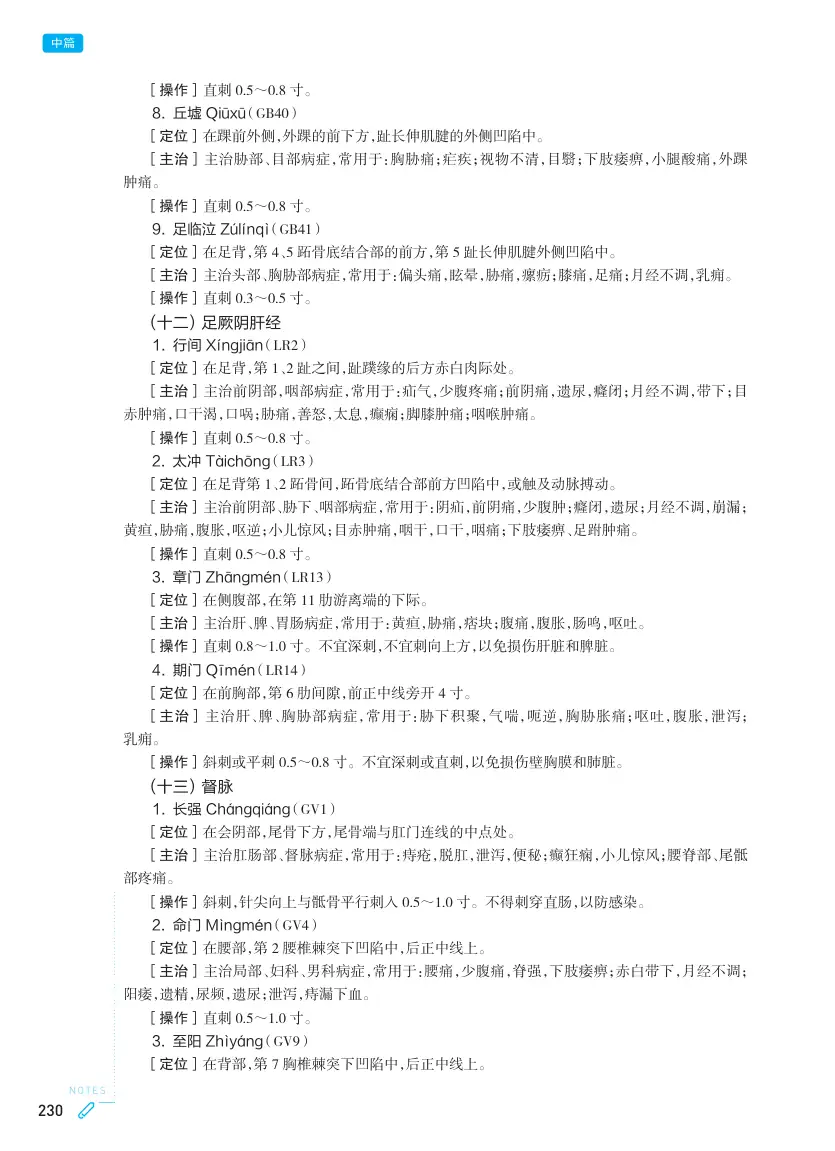 中篇
[操作] 直刺 0.5～0.8 寸。
8. 丘墟 Qiūxū(GB40)
[定位] 在踝前外侧,外踝的前下方,趾长伸肌腱的外侧凹陷中。
[主治] 主治胁部、目部病症,常用于:胸胁痛;疟疾;视物不清,目翳;下肢痿痹,小腿酸痛,外踝
肿痛。
[操作] 直刺 0.5～0.8 寸。
9. 足临泣 Zúlínqì(GB41)
[定位] 在足背,第 4、5 跖骨底结合部的前方,第 5 趾长伸肌腱外侧凹陷中。
[主治] 主治头部、胸胁部病症,常用于:偏头痛,眩晕,胁痛,瘰疬;膝痛,足痛;月经不调,乳痈。
[操作] 直刺 0.3～0.5 寸。
(十二) 足厥阴肝经
1. 行间 Xíngjiān(LR2)
[定位] 在足背,第 1、2 趾之间,趾蹼缘的后方赤白肉际处。
[主治] 主治前阴部,咽部病症,常用于:疝气,少腹疼痛;前阴痛,遗尿,癃闭;月经不调,带下;目
赤肿痛,口干渴,口㖞;胁痛,善怒,太息,癫痫;脚膝肿痛;咽喉肿痛。
[操作] 直刺 0.5～0.8 寸。
2. 太冲 Tàichōng(LR3)
[定位] 在足背第 1、2 跖骨间,跖骨底结合部前方凹陷中,或触及动脉搏动。
[主治] 主治前阴部、胁下、咽部病症,常用于:阴疝,前阴痛,少腹肿;癃闭,遗尿;月经不调,崩漏;
黄疸,胁痛,腹胀,呕逆;小儿惊风;目赤肿痛,咽干,口干,咽痛;下肢痿痹、足跗肿痛。
[操作] 直刺 0.5～0.8 寸。
3. 章门 Zhāngmén(LR13)
[定位] 在侧腹部,在第 11 肋游离端的下际。
[主治] 主治肝、脾、胃肠病症,常用于:黄疸,胁痛,痞块;腹痛,腹胀,肠鸣,呕吐。
[操作] 直刺 0.8～1.0 寸。不宜深刺,不宜刺向上方,以免损伤肝脏和脾脏。
4. 期门 Qīmén(LR14)
[定位] 在前胸部,第 6 肋间隙,前正中线旁开 4 寸。
[主治] 主治肝、脾、胸胁部病症,常用于:胁下积聚,气喘,呃逆,胸胁胀痛;呕吐,腹胀,泄泻;
乳痈。
[操作] 斜刺或平刺 0.5～0.8 寸。不宜深刺或直刺,以免损伤壁胸膜和肺脏。
(十三) 督脉
1. 长强 Chángqiáng(GV1)
[定位] 在会阴部,尾骨下方,尾骨端与肛门连线的中点处。
[主治] 主治肛肠部、督脉病症,常用于:痔疮,脱肛,泄泻,便秘;癫狂痫,小儿惊风;腰脊部、尾骶
部疼痛。
[操作] 斜刺,针尖向上与骶骨平行刺入 0.5～1.0 寸。不得刺穿直肠,以防感染。
2. 命门 Mìngmén(GV4)
[定位] 在腰部,第 2 腰椎棘突下凹陷中,后正中线上。
[主治] 主治局部、妇科、男科病症,常用于:腰痛,少腹痛,脊强,下肢痿痹;赤白带下,月经不调;
阳痿,遗精,尿频,遗尿;泄泻,痔漏下血。
[操作] 直刺 0.5～1.0 寸。
3. 至阳 Zhìyáng(GV9)
[定位] 在背部,第 7 胸椎棘突下凹陷中,后正中线上。
NOTES
230